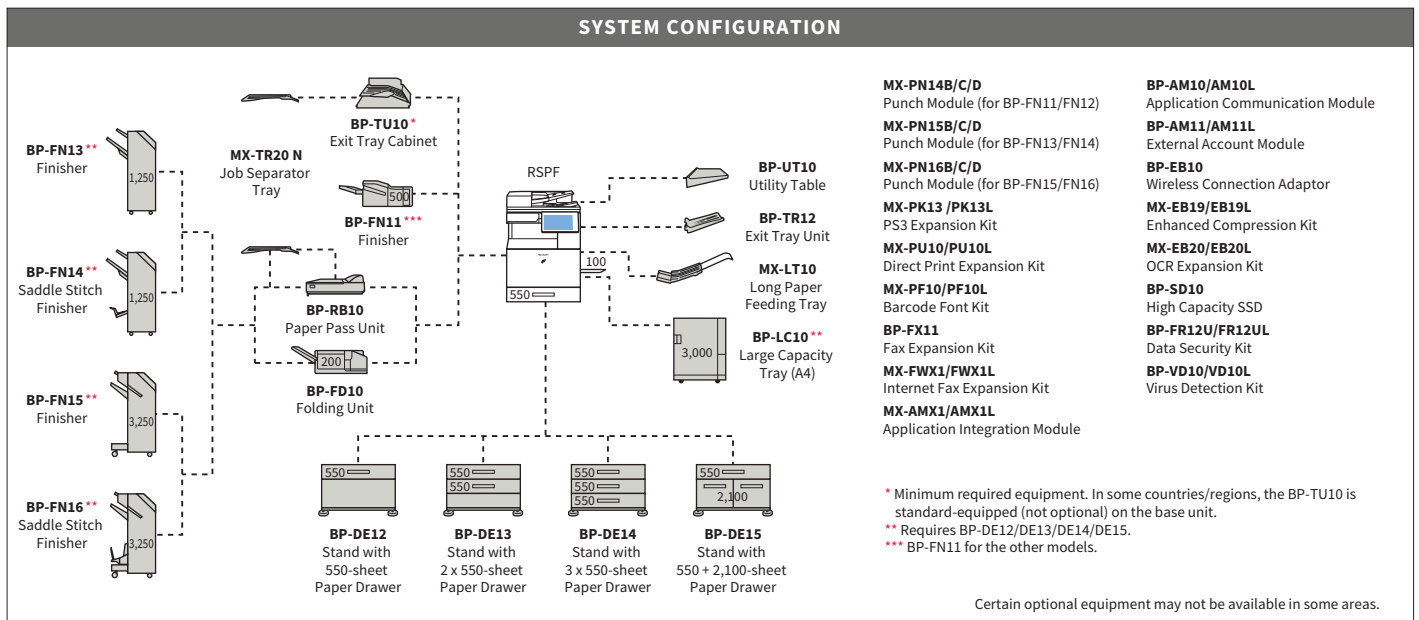 SYSTEM CONFIGURATION
BP-FN13 **
Finisher
1,250
BP-FN14 **
Saddle Stitch
Finisher
1,250
BP-FN15 **
Finisher
3,250
BP-FN16 **
Saddle Stitch
Finisher
3,250
MX-TR20 N
Job Separator
Tray
BP-TU10 *
Exit Tray Cabinet
500
BP-FN11 ***
Finisher
BP-RB10
Paper Pass Unit
200
BP-FD10
Folding Unit
RSPF
100
550
BP-UT10
Utility Table
BP-TR12
Exit Tray Unit
MX-LT10
Long Paper
Feeding Tray
BP-LC10 **
Large Capacity
Tray (A4)
3,000
550
BP-DE12
Stand with
550-sheet
Paper Drawer
550
550
BP-DE13
Stand with
2 x 550-sheet
Paper Drawer
550
550
550
BP-DE14
Stand with
3 x 550-sheet
Paper Drawer
550
2,100
BP-DE15
Stand with
550 + 2,100-sheet
Paper Drawer
MX-PN14B/C/D
Punch Module (for BP-FN11/FN12)
MX-PN15B/C/D
Punch Module (for BP-FN13/FN14)
MX-PN16B/C/D
Punch Module (for BP-FN15/FN16)
MX-PK13 /PK13L
PS3 Expansion Kit
MX-PU10/PU10L
Direct Print Expansion Kit
MX-PF10/PF10L
Barcode Font Kit
BP-FX11
Fax Expansion Kit
MX-FWX1/FWX1L
Internet Fax Expansion Kit
MX-AMX1/AMX1L
Application Integration Module
BP-AM10/AM10L
Application Communication Module
BP-AM11/AM11L
External Account Module
BP-EB10
Wireless Connection Adaptor
MX-EB19/EB19L
Enhanced Compression Kit
MX-EB20/EB20L
OCR Expansion Kit
BP-SD10
High Capacity SSD
BP-FR12U/FR12UL
Data Security Kit
BP-VD10/VD10L
Virus Detection Kit
* Minimum required equipment. In some countries/regions, the BP-TU10 is
standard-equipped (not optional) on the base unit.
** Requires BP-DE12/DE13/DE14/DE15.
*** BP-FN11 for the other models.
Certain optional equipment may not be available in some areas.